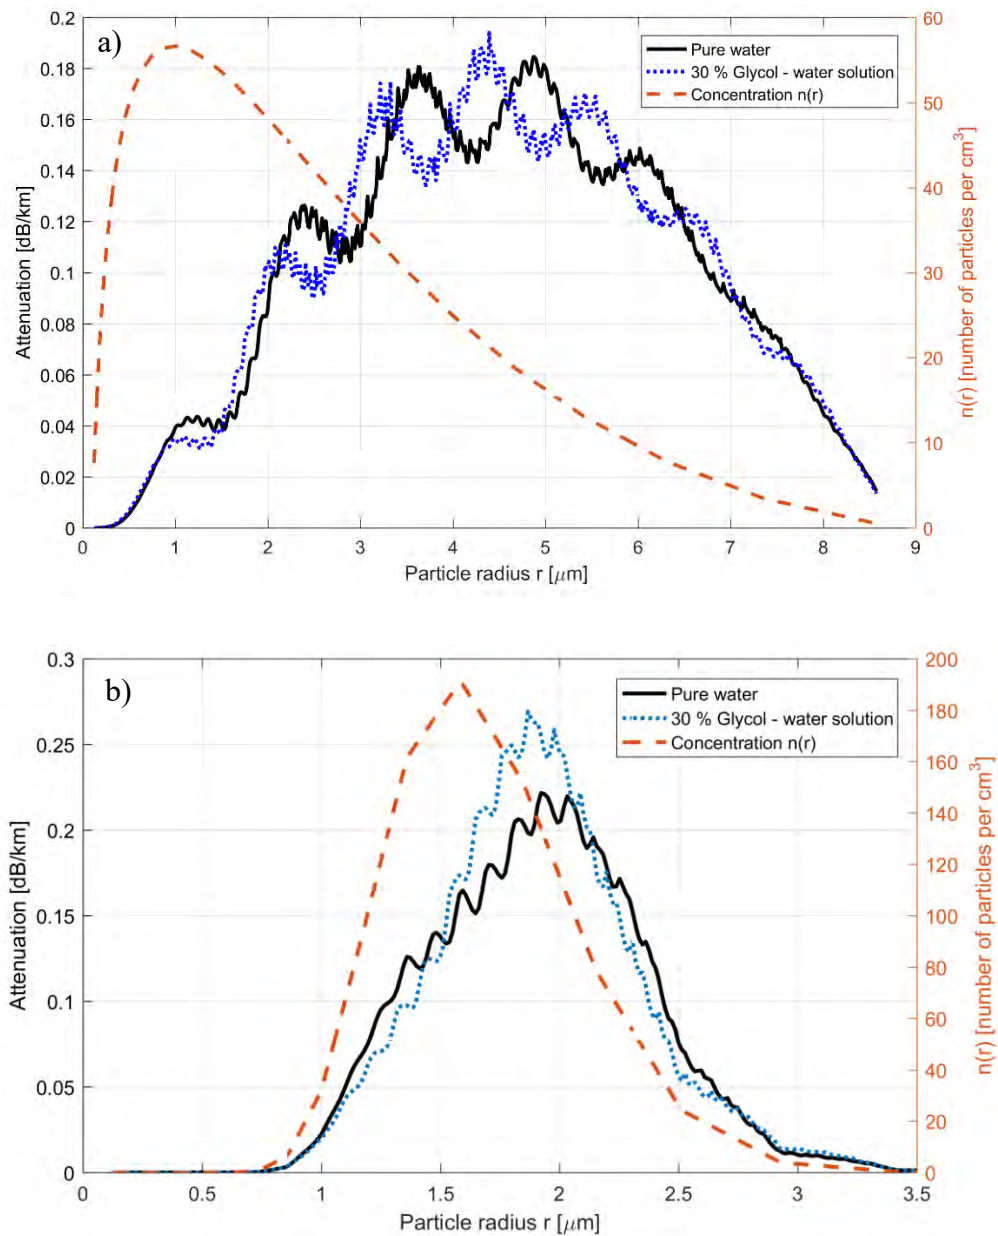 a)
0.2
0.18
0.16
0.14
0.12
0.1
0.08
0.06
0.04
0.02
0
Attenuation [dB/km]
Pure water
30 % Glycol - water solution
Concentration n(r)
60
50
40
30
20
10
0
n(r) [number of particles per cm³]
0 1 2 3 4 5 6 7 8 9
Particle radius r [μm]
b)
0.3
0.25
0.2
0.15
0.1
0.05
0
Attenuation [dB/km]
Pure water
30 % Glycol - water solution
Concentration n(r)
200
180
160
140
120
100
80
60
40
20
0
n(r) [number of particles per cm³]
0 0.5 1 1.5 2 2.5 3 3.5
Particle radius r [μm]